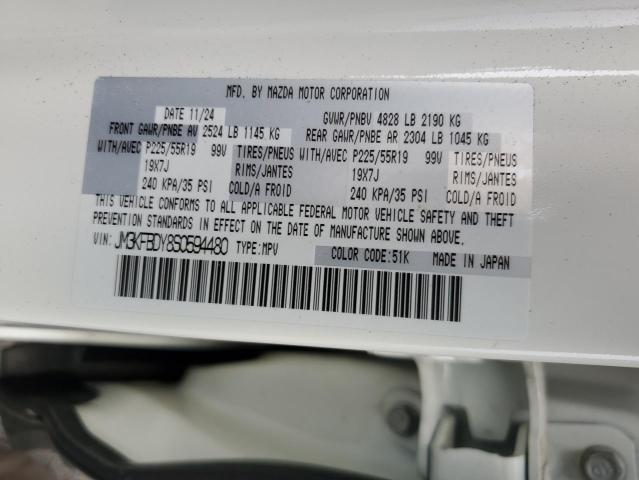 MFD. BY MAZDA MOTOR CORPORATION
DATE 11/24 GVWR/PNBV 4828 LB 2190 KG
FRONT GAWR/PNBE AV 2524 LB 1145 KG REAR GAWR/PNBE AR 2304 LB 1045 KG
WITH/AVEC P225/55R19 99V TIRES/PNEUS WITH/AVEC P225/55R19 99V TIRES/PNEUS
19X7J RIMS/JANTES 19X7J RIMS/JANTES
240 KPA/35 PSI COLD/A FROID 240 KPA/35 PSI COLD/A FROID
THIS VEHICLE CONFORMS TO ALL APPLICABLE FEDERAL MOTOR VEHICLE SAFETY AND THEFT
PREVENTION STANDARDS IN EFFECT ON THE DATE OF MANUFACTURE SHOWN ABOVE.
VIN: JM3KFBDY8S0594480 TYPE: MPV COLOR CODE: 51K MADE IN JAPAN